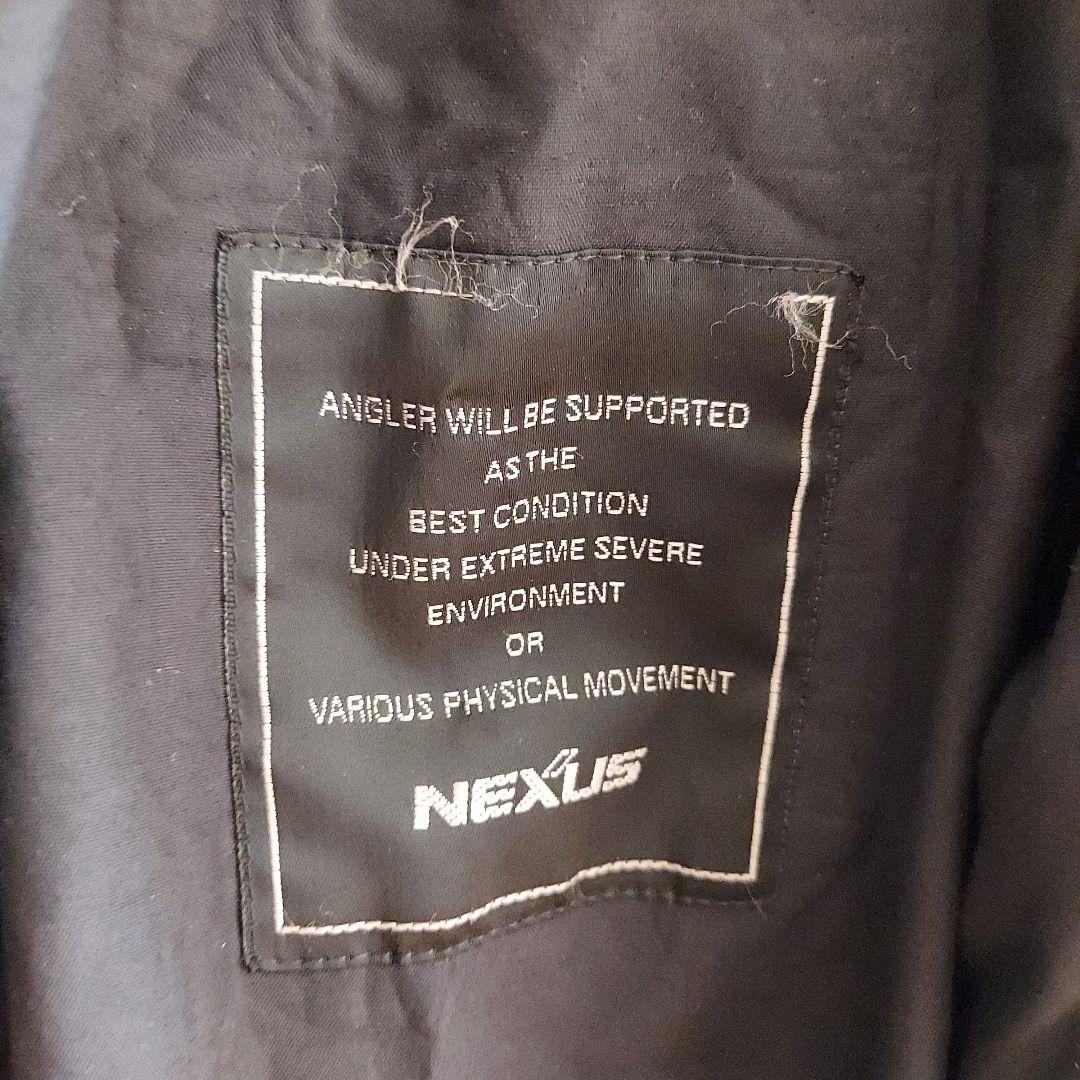 ANGLER WILL BE SUPPORTED
AS THE
BEST CONDITION
UNDER EXTREME SEVERE
ENVIRONMENT
OR
VARIOUS PHYSICAL MOVEMENT
NEXUS